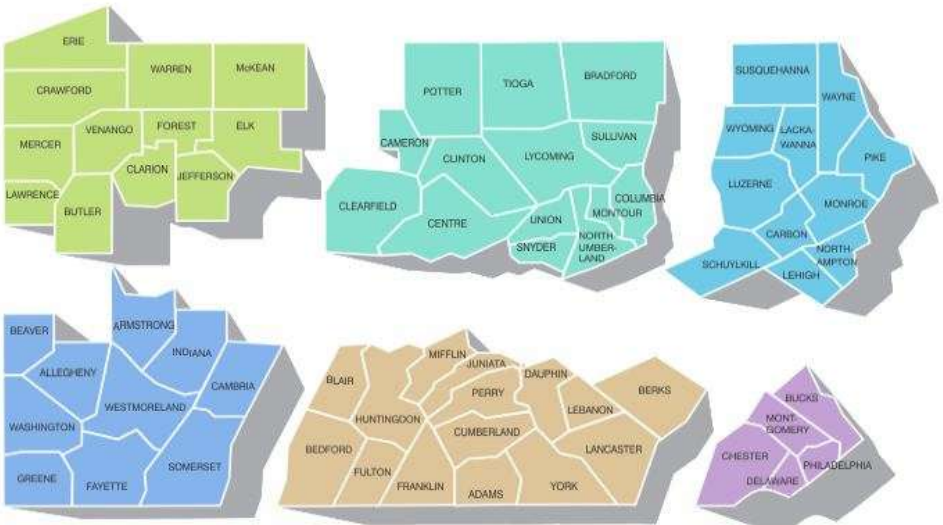 ERIE
WARREN
McKEAN
CRAWFORD
VENANGO
FOREST
ELK
MERCER
CLARION
JEFFERSON
LAWRENCE
BUTLER
POTTER
TIOGA
BRADFORD
CAMERON
CLINTON
LYCOMING
SULLIVAN
CLEARFIELD
CENTRE
UNION
MONTOUR
COLUMBIA
SNYDER
NORTH
UMBER-
LAND
SUSQUEHANNA
WAYNE
WYOMING
LACKA-
WANNA
PIKE
LUZERNE
MONROE
CARBON
SCHUYLKILL
NORTH-
AMPTON
LEHIGH
BEAVER
ARMSTRONG
INDIANA
ALLEGHENY
CAMBRIA
WESTMORELAND
WASHINGTON
GREENE
FAYETTE
SOMERSET
BLAIR
MIFFLIN
JUNIATA
DAUPHIN
PERRY
BERKS
HUNTINGDON
LEBANON
CUMBERLAND
BEDFORD
FULTON
LANCASTER
FRANKLIN
ADAMS
YORK
BUCKS
MONT-
GOMERY
CHESTER
PHILADELPHIA
DELAWARE